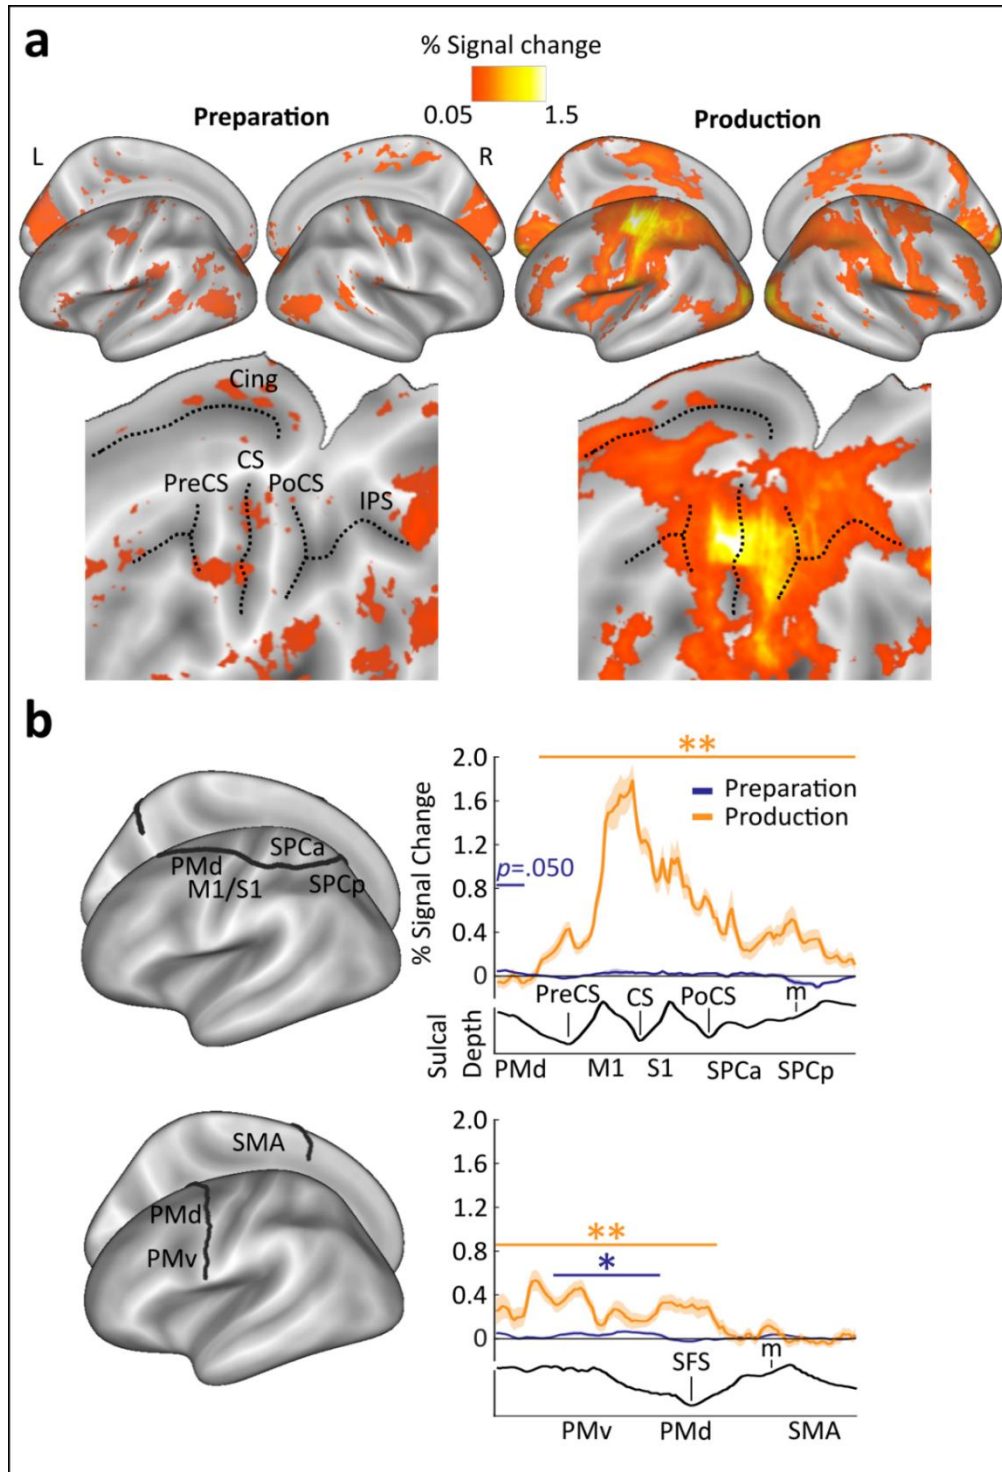 a
% Signal change
0.05 1.5
Preparation
Production
L
R
Cing
CS
PreCS PoCS
IPS
b
SPCa
PMd
M1/S1
SPCp
**
2.0
1.6
1.2
0.8
0.4
0
% Signal Change
Preparation
Production
p=.050
PreCS CS PoCS m
Sulcal
Depth
PMd M1 S1 SPCa SPCp
SMA
PMd
PMv
2.0
1.6
1.2
0.8
0.4
0
**
*
SFS
m
PMv PMd SMA